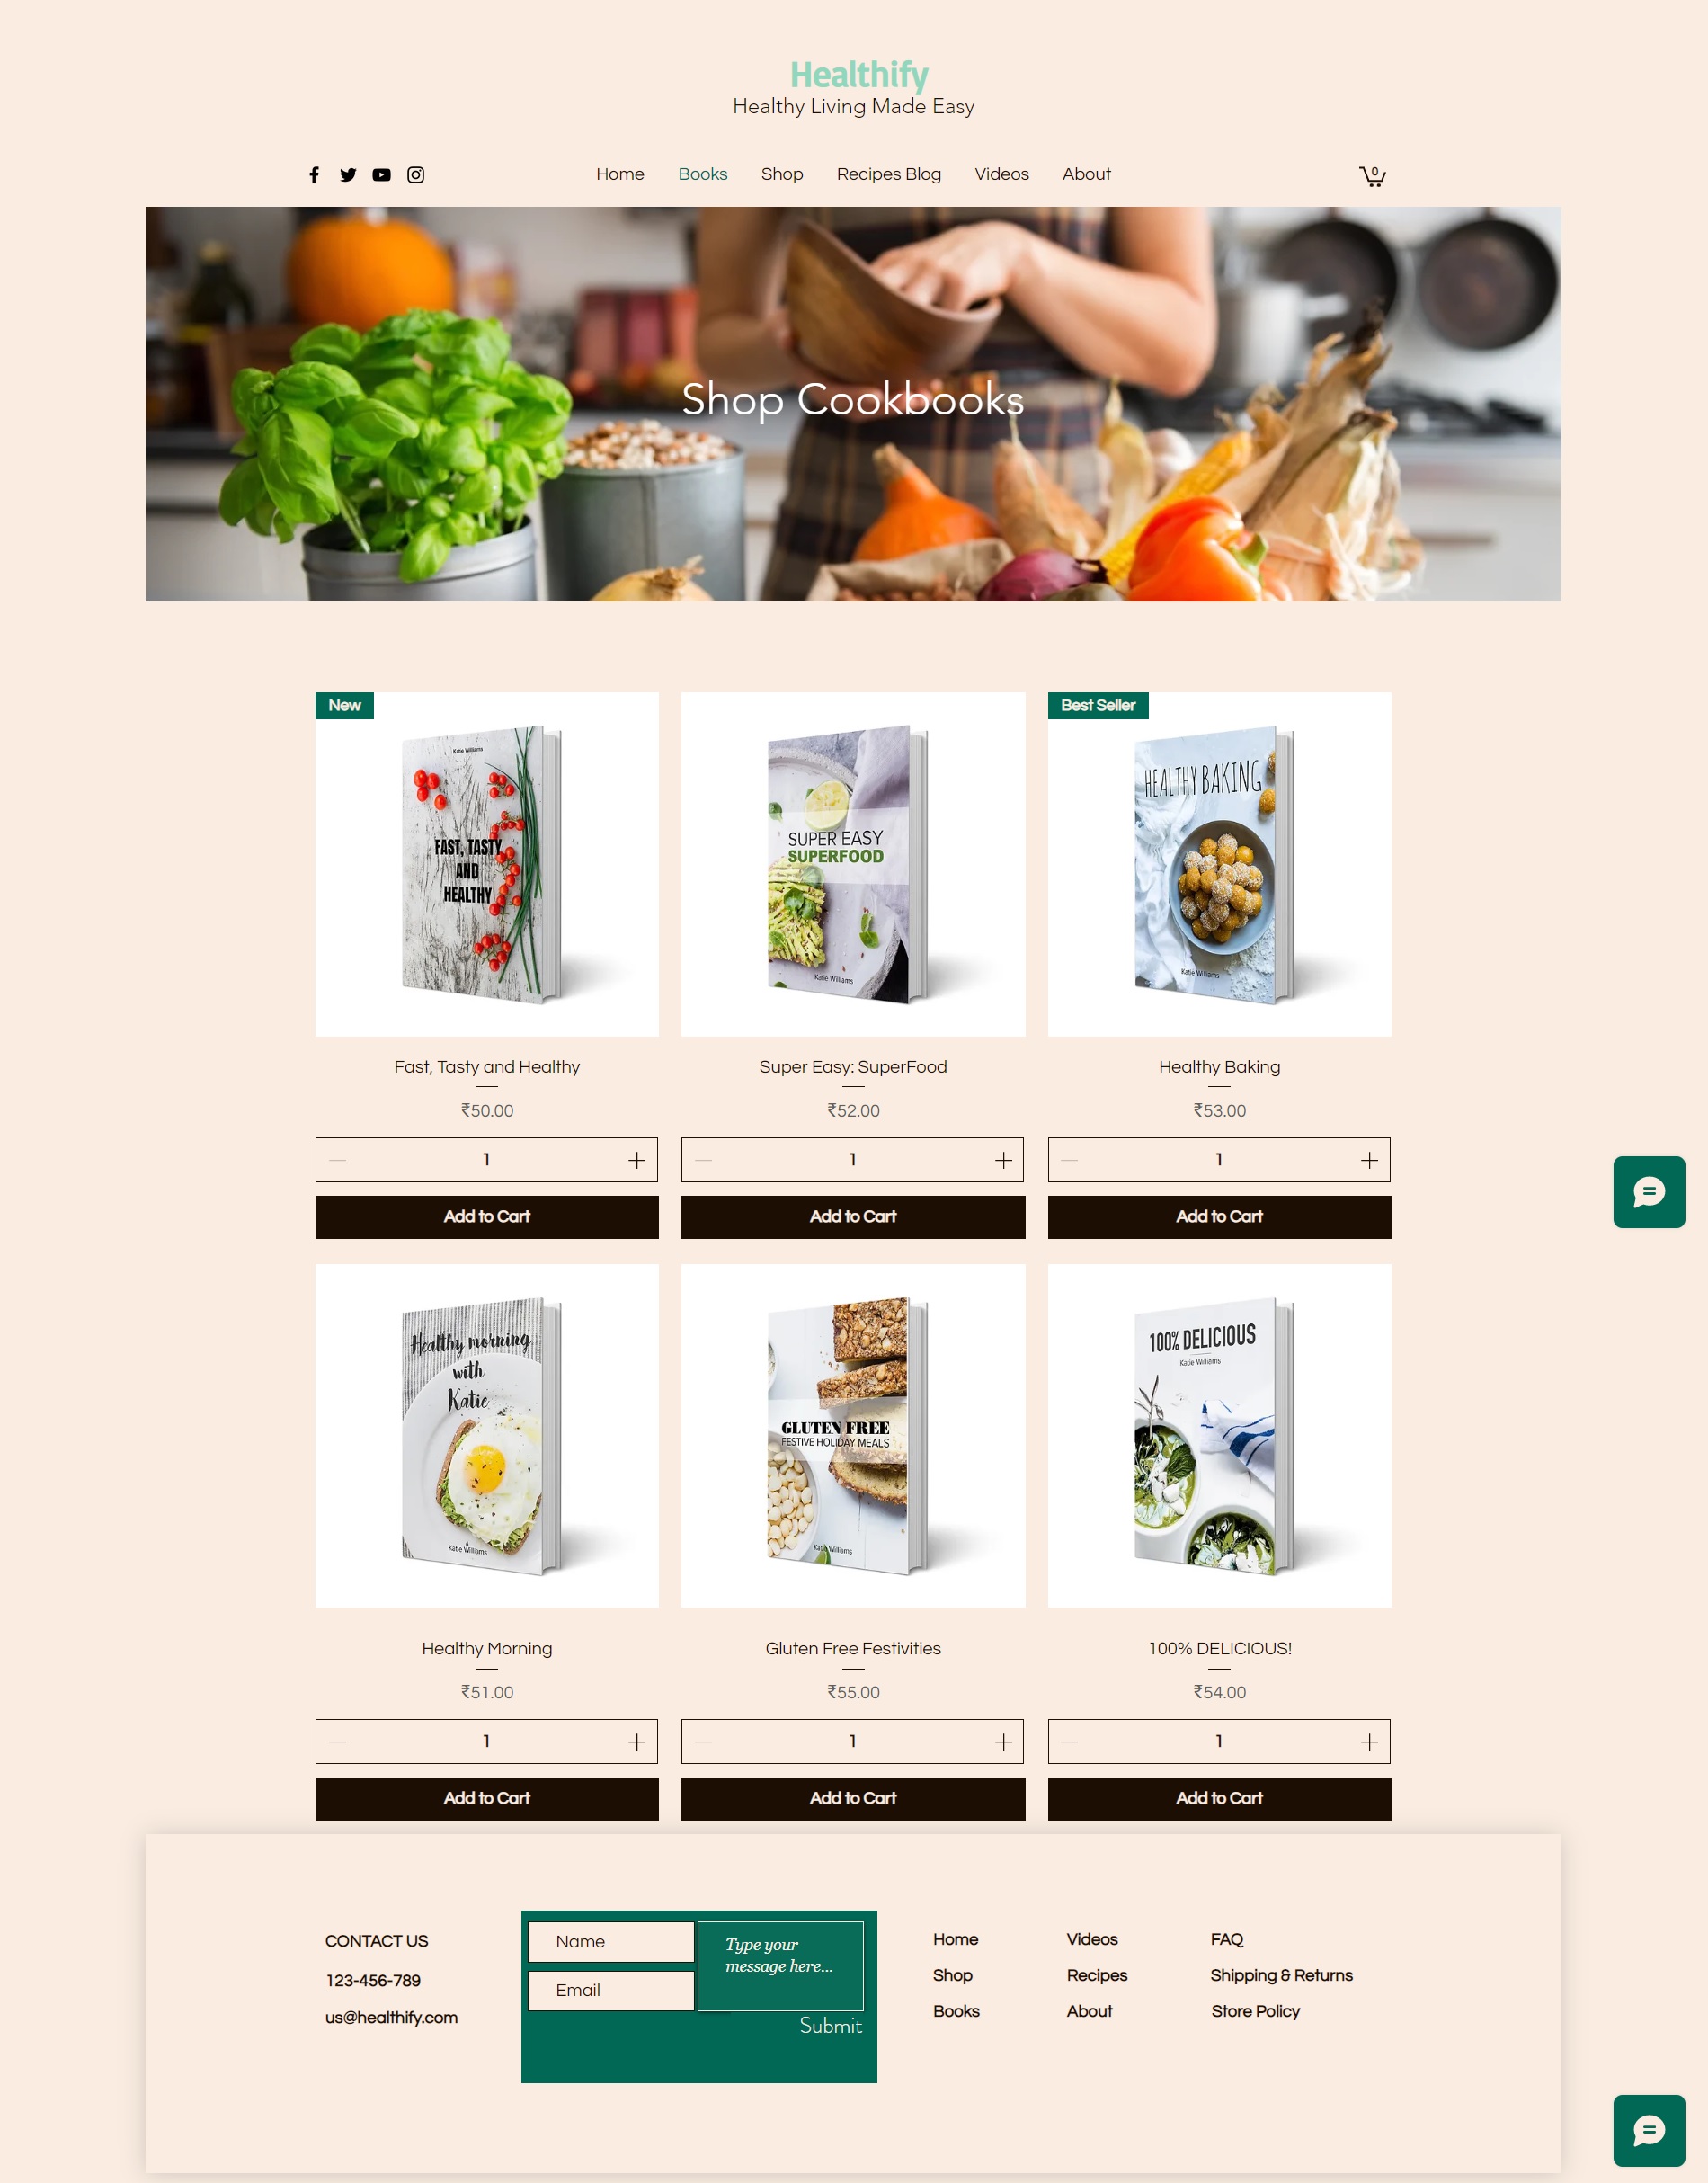 Healthify
Healthy Living Made Easy
Home Books Shop Recipes Blog Videos About
0
Shop Cookbooks
New
Katie Williams
FAST, TASTY
AND
HEALTHY
SUPER EASY
SUPERFOOD
Katie Williams
Best Seller
HEALTHY BAKING
Katie Williams
Fast, Tasty and Healthy
₹50.00
1
Add to Cart
Super Easy: SuperFood
₹52.00
1
Add to Cart
Healthy Baking
₹53.00
1
Add to Cart
Healthy morning
with
Katie
Katie Williams
GLUTEN FREE
FESTIVE HOLIDAY MEALS
Katie Williams
100% DELICIOUS
Katie Williams
Healthy Morning
₹51.00
1
Add to Cart
Gluten Free Festivities
₹55.00
1
Add to Cart
100% DELICIOUS!
₹54.00
1
Add to Cart
CONTACT US
123-456-789
us@healthify.com
Name
Email
Type your
message here...
Submit
Home
Shop
Books
Videos
Recipes
About
FAQ
Shipping & Returns
Store Policy